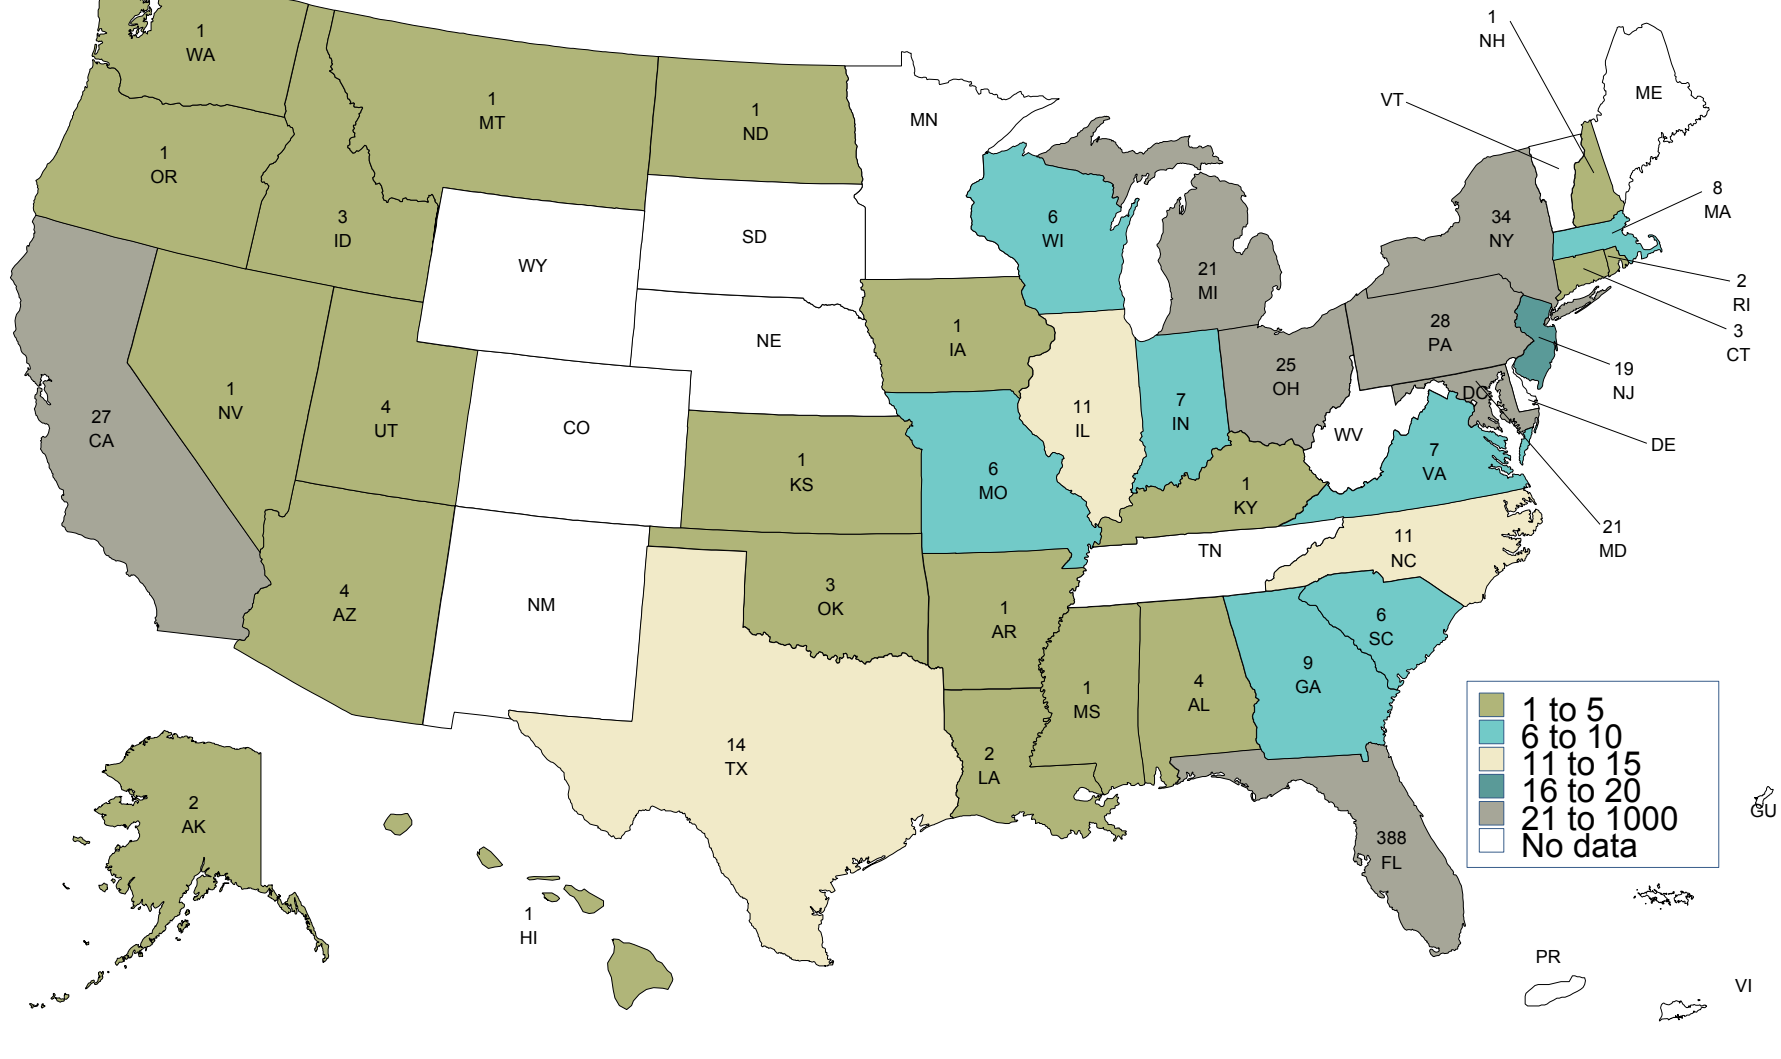 1
WA
1
OR
1
MT
3
ID
1
ND
MN
WY
SD
NE
27
CA
1
NV
4
UT
CO
1
KS
4
AZ
NM
3
OK
14
TX
1
IA
6
WI
21
MI
11
IL
7
IN
25
OH
6
MO
1
KY
WV
7
VA
TN
1
AR
2
LA
1
MS
4
AL
9
GA
6
SC
11
NC
388
FL
34
NY
28
PA
DC
1
NH
VT
ME
8
MA
2
RI
3
CT
19
NJ
DE
21
MD
2
AK
1
HI
1 to 5
6 to 10
11 to 15
16 to 20
21 to 1000
No data
GU
PR
VI